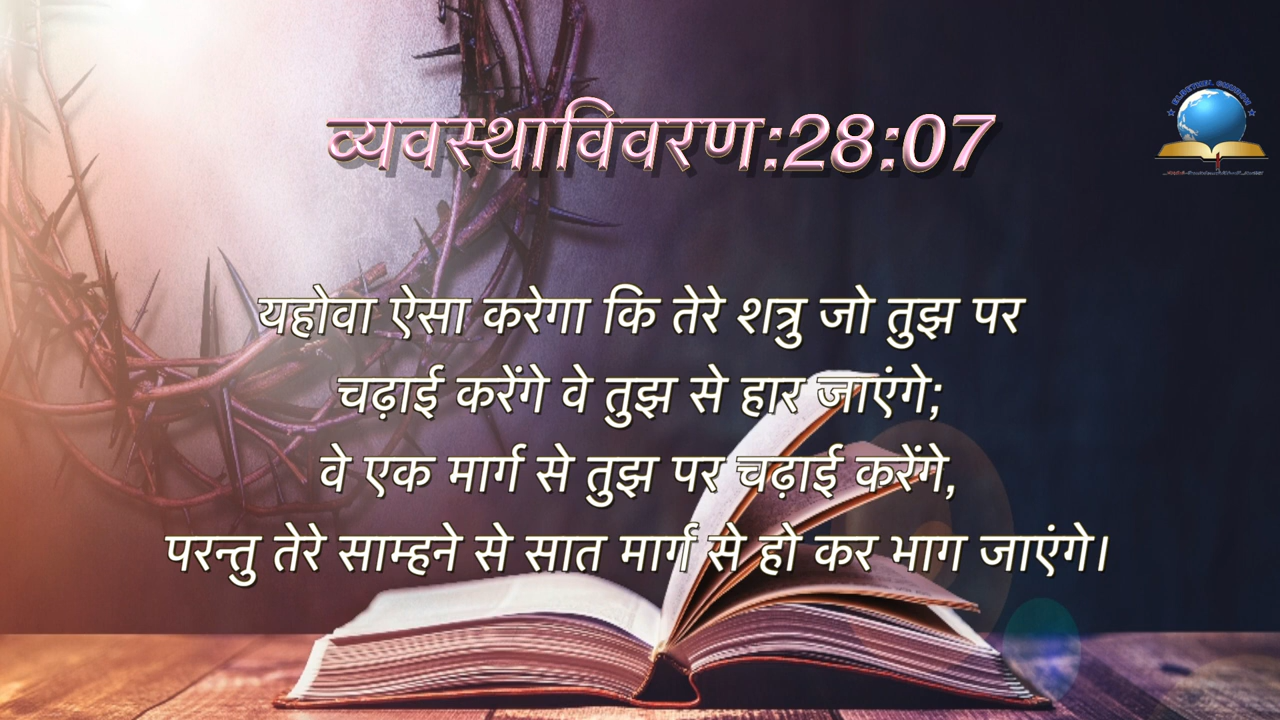 व्यवस्थाविवरण:28:07
यहोवा ऐसा करेगा कि तेरे शत्रु जो तुझ पर
चढ़ाई करेंगे वे तुझ से हार जाएंगे;
वे एक मार्ग से तुझ पर चढ़ाई करेंगे,
परन्तु तेरे साम्हने से सात मार्ग से हो कर भाग जाएंगे।